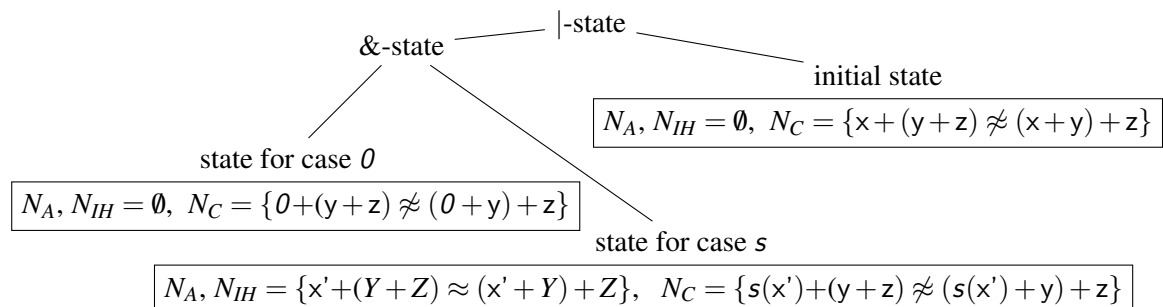 |-state
&-state
initial state
N_A, N_IH = ∅, N_C = {x + (y + z) ≉ (x + y) + z}
state for case 0
N_A, N_IH = ∅, N_C = {0+(y + z) ≉ (0 + y) + z}
state for case s
N_A, N_IH = {x'+(Y + Z) ≈ (x' + Y) + Z}, N_C = {s(x')+(y + z) ≉ (s(x') + y) + z}